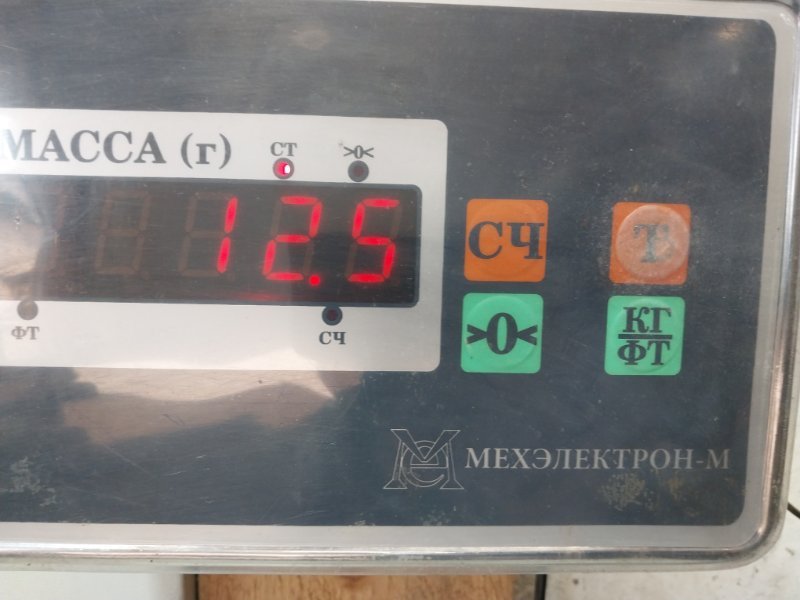 МАССА (г)
СТ >0<
12.5
ФТ СЧ
СЧ Т
>0< КГ
ФТ
МЕХЭЛЕКТРОН-М